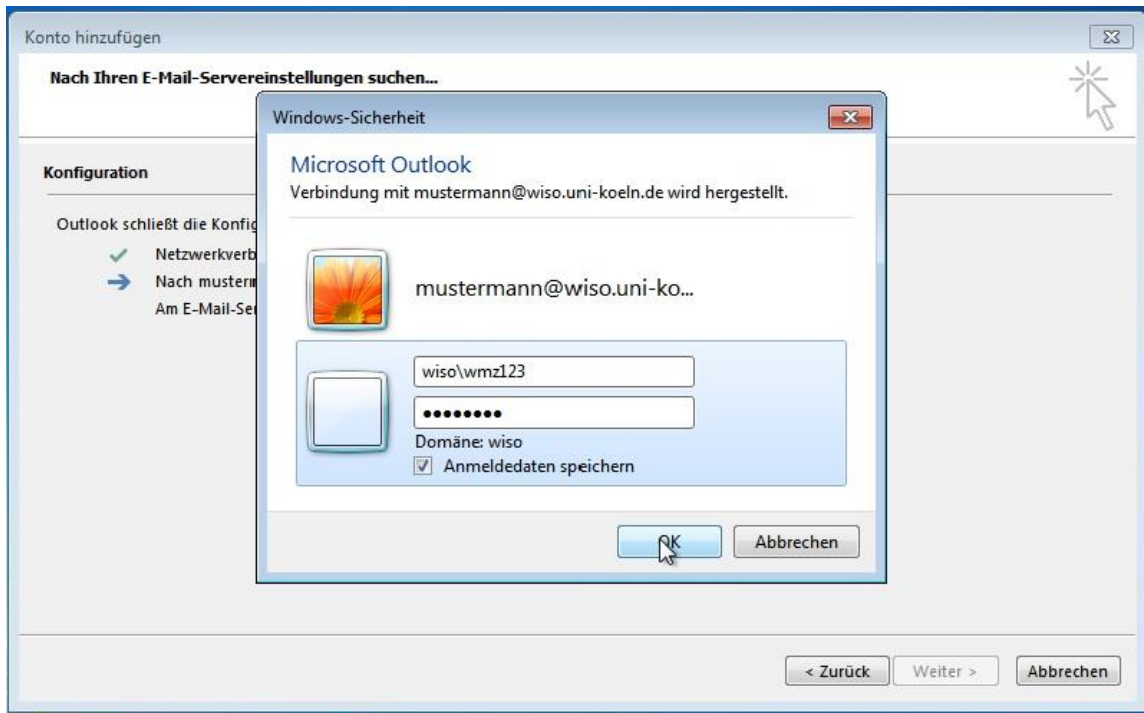 Konto hinzufügen
Nach Ihren E-Mail-Servereinstellungen suchen...
Windows-Sicherheit
Microsoft Outlook
Verbindung mit mustermann@wiso.uni-koeln.de wird hergestellt.
Konfiguration
Outlook schließt die Konfig
Netzwerkverb
Nach musterm
Am E-Mail-Ser
mustermann@wiso.uni-ko...
wiso\wmz123
••••••••
Domäne: wiso
Anmeldedaten speichern
OK Abbrechen
< Zurück Weiter > Abbrechen